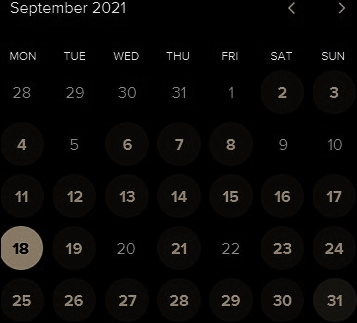 September 2021 < >
MON TUE WED THU FRI SAT SUN
28 29 30 31 1 2 3
4 5 6 7 8 9 10
11 12 13 14 15 16 17
18 19 20 21 22 23 24
25 26 27 28 29 30 31